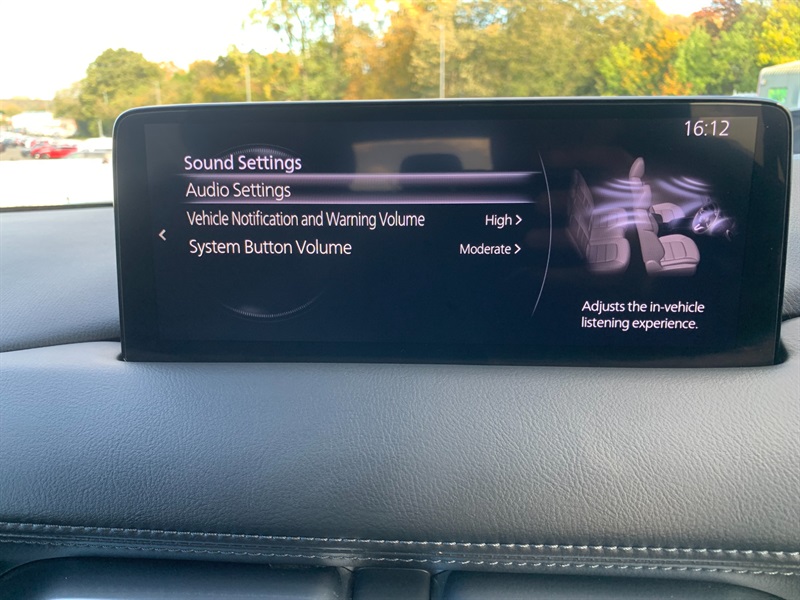 16:12
Sound Settings
Audio Settings
Vehicle Notification and Warning Volume High >
System Button Volume Moderate >
Adjusts the in-vehicle
listening experience.